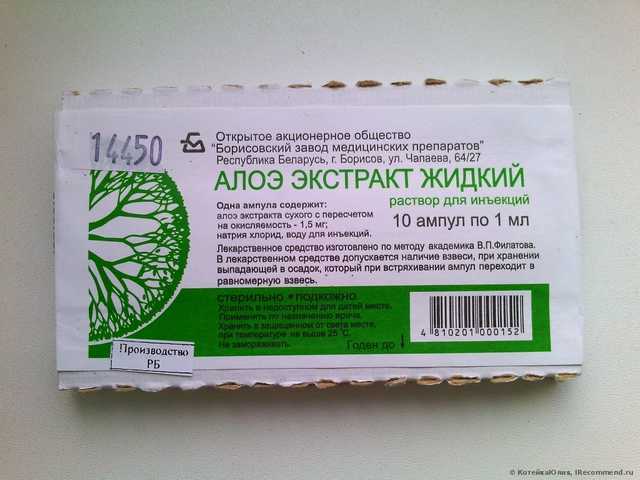 14450
Открытое акционерное общество
"Борисовский завод медицинских препаратов"
Республика Беларусь, г. Борисов, ул. Чапаева, 64/27
АЛОЭ ЭКСТРАКТ ЖИДКИЙ
раствор для инъекций
10 ампул по 1 мл
Одна ампула содержит:
алоэ экстракта сухого с пересчетом
на окисляемость - 1,5 мг;
натрия хлорид, воду для инъекций.
Лекарственное средство изготовлено по методу академика В.П.Филатова.
В лекарственном средстве допускается наличие взвеси, при хранении
выпадающей в осадок, который при встряхивании ампул переходит в
равномерную взвесь.
стерильно • подкожно
Хранить в недоступном для детей месте.
Применять по назначению врача.
Хранить в защищенном от света месте,
при температуре не выше 25 °С.
Не замораживать.
Годен до
4 810201 000152
Производство
РБ
© КотейкаЮлия, IRecommend.ru